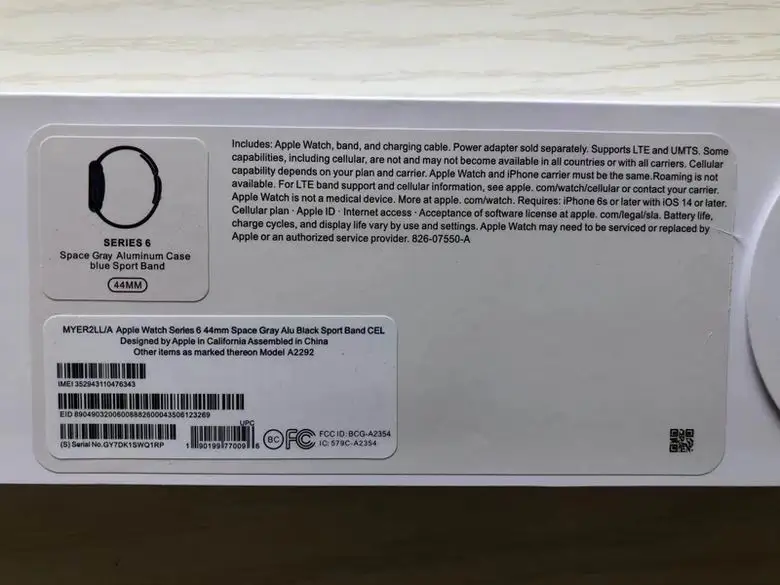 SERIES 6
Space Gray Aluminum Case
blue Sport Band
44MM
Includes: Apple Watch, band, and charging cable. Power adapter sold separately. Supports LTE and UMTS. Some
capabilities, including cellular, are not and may not become available in all countries or with all carriers. Cellular
capability depends on your plan and carrier. Apple Watch and iPhone carrier must be the same.Roaming is not
available. For LTE band support and cellular information, see apple. com/watch/cellular or contact your carrier.
Apple Watch is not a medical device. More at apple. com/watch. Requires: iPhone 6s or later with iOS 14 or later.
Cellular plan · Apple ID · Internet access · Acceptance of software license at apple. com/legal/sla. Battery life,
charge cycles, and display life vary by use and settings. Apple Watch may need to be serviced or replaced by
Apple or an authorized service provider. 826-07550-A
MYER2LL/A Apple Watch Series 6 44mm Space Gray Alu Black Sport Band CEL
Designed by Apple in California Assembled in China
Other items as marked thereon Model A2292
IMEI 352943110476343
EID 8904903200600882600043506123269
(S) Serial No.GY7DK1SWQ1RP
UPC
1 90199 77009 6
BC FC FCC ID: BCG-A2354
IC: 579C-A2354